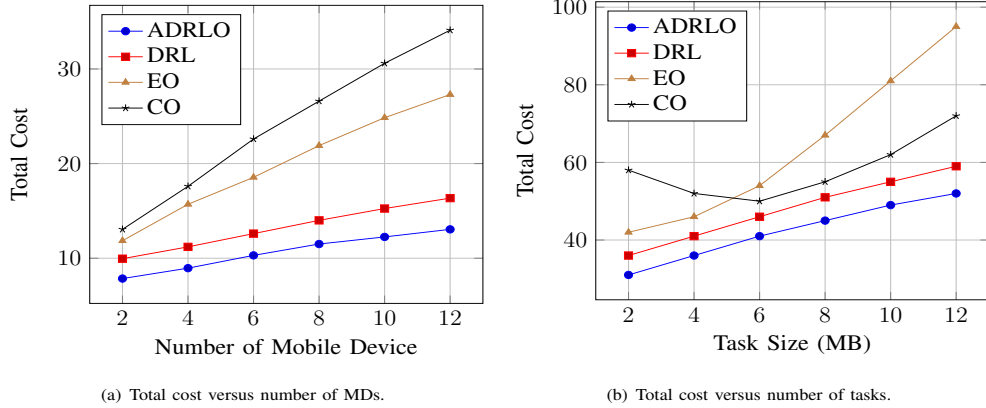 ADRLO
DRL
EO
CO
30
20
10
2 4 6 8 10 12
Total Cost
Number of Mobile Device
(a) Total cost versus number of MDs.
ADRLO
DRL
EO
CO
100
80
60
40
2 4 6 8 10 12
Total Cost
Task Size (MB)
(b) Total cost versus number of tasks.